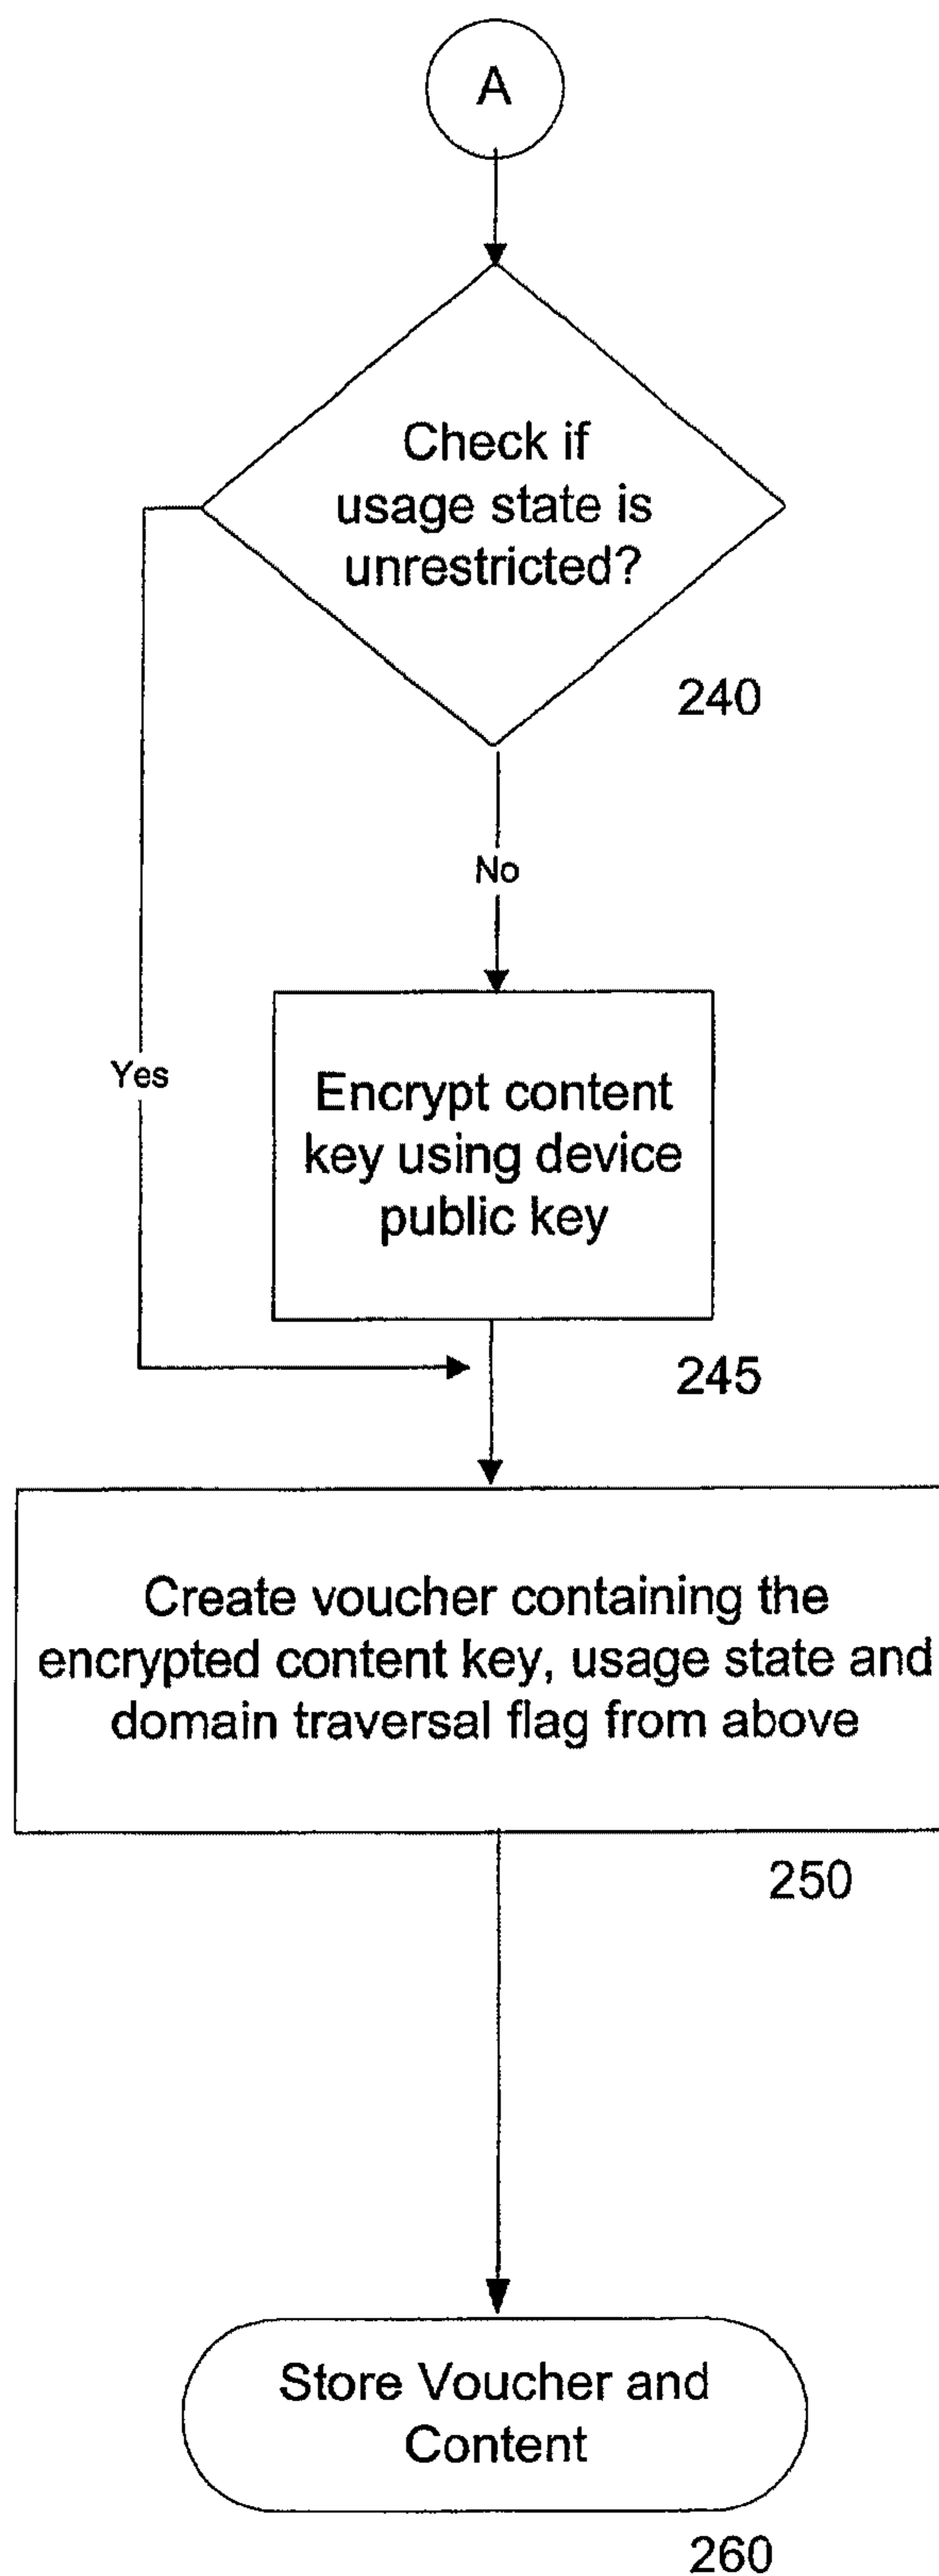 A
Check if
usage state is
unrestricted?
240
No
Yes
Encrypt content
key using device
public key
245
Create voucher containing the
encrypted content key, usage state and
domain traversal flag from above
250
Store Voucher and
Content
260